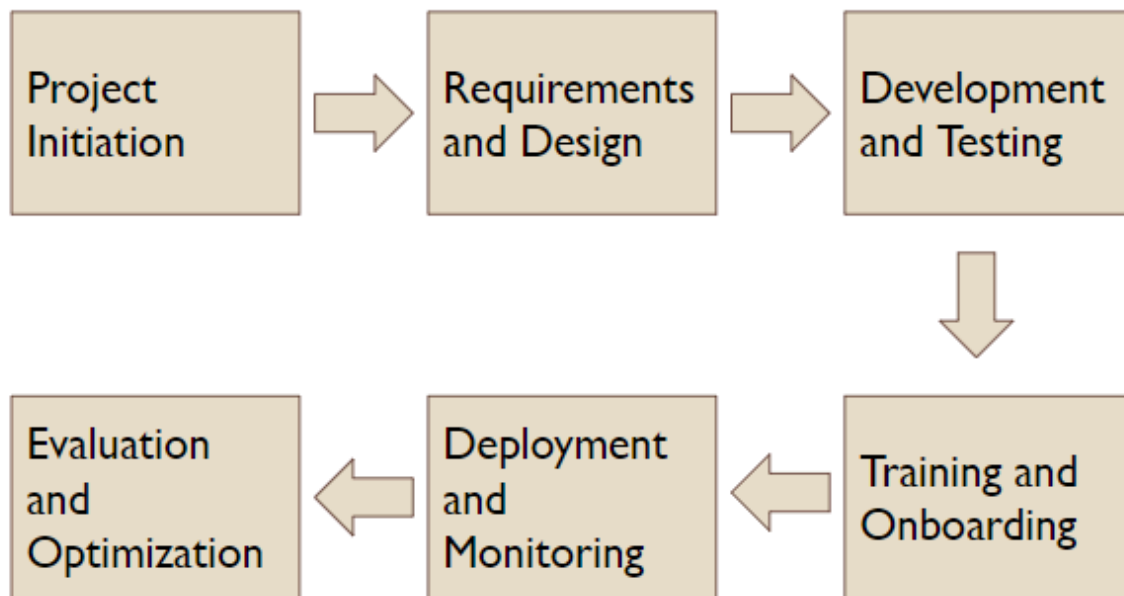 Project
Initiation
Requirements
and Design
Development
and Testing
Training and
Onboarding
Deployment
and
Monitoring
Evaluation
and
Optimization